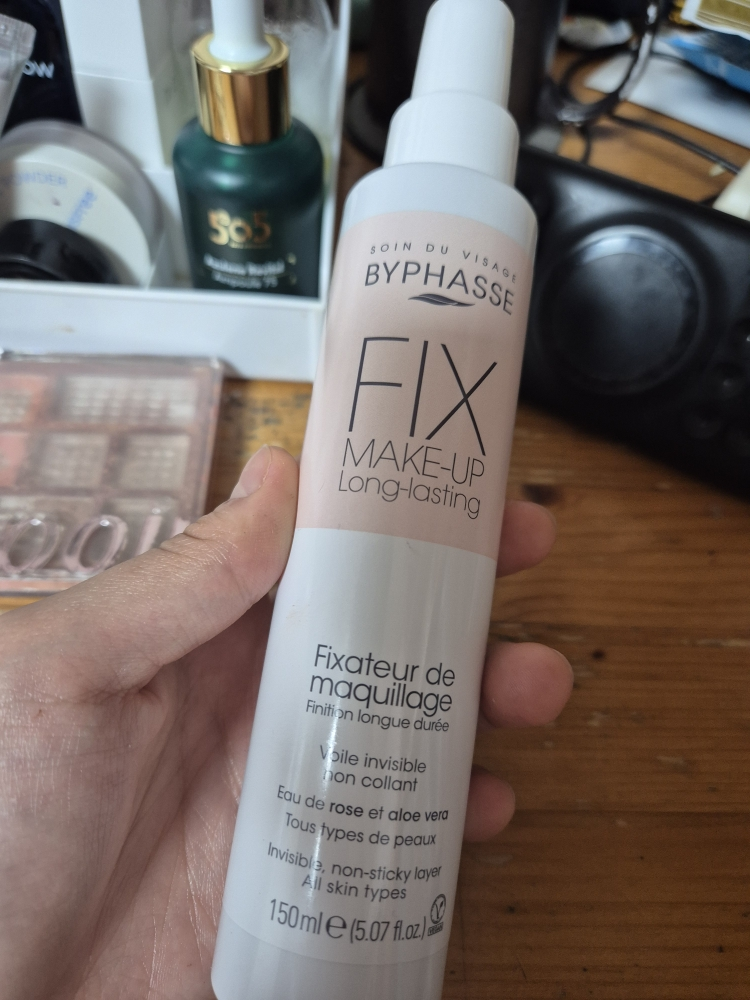 SOIN DU VISAGE
BYPHASSE
FIX
MAKE-UP
Long-lasting
Fixateur de
maquillage
Finition longue durée
Voile invisible
non collant
Eau de rose et aloe vera
Tous types de peaux
Invisible, non-sticky layer
All skin types
150ml e (5.07 fl.oz.)